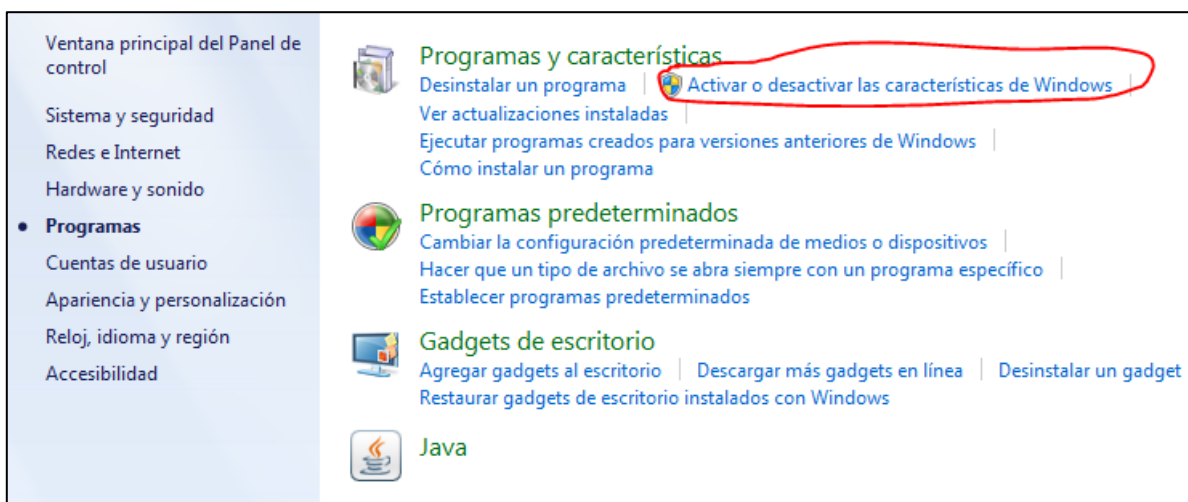 Ventana principal del Panel de
control
Sistema y seguridad
Redes e Internet
Hardware y sonido
Programas
Cuentas de usuario
Apariencia y personalización
Reloj, idioma y región
Accesibilidad
Programas y características
Desinstalar un programa Activar o desactivar las características de Windows
Ver actualizaciones instaladas
Ejecutar programas creados para versiones anteriores de Windows
Cómo instalar un programa
Programas predeterminados
Cambiar la configuración predeterminada de medios o dispositivos
Hacer que un tipo de archivo se abra siempre con un programa específico
Establecer programas predeterminados
Gadgets de escritorio
Agregar gadgets al escritorio Descargar más gadgets en línea Desinstalar un gadget
Restaurar gadgets de escritorio instalados con Windows
Java